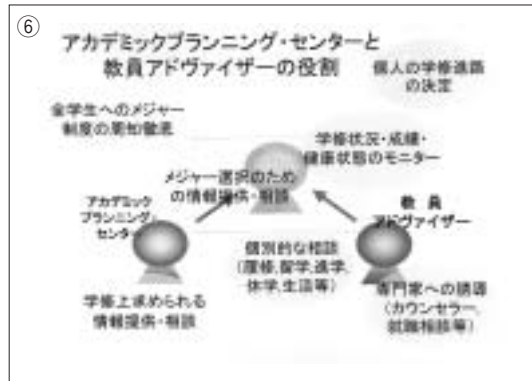 ⑥
アカデミックプランニング・センターと
教員アドヴァイザーの役割
個人の学修進路
の決定
全学生へのメジャー
制度の周知徹底
学修状況・成績・
健康状態のモニター
メジャー選択のため
の情報提供・相談
アカデミック
プランニング・
センター
教 員
アドヴァイザー
個別的な相談
(履修,留学,進学,
休学,生活等)
学修上求められる
情報提供・相談
専門家への誘導
(カウンセラー,
就職相談等)